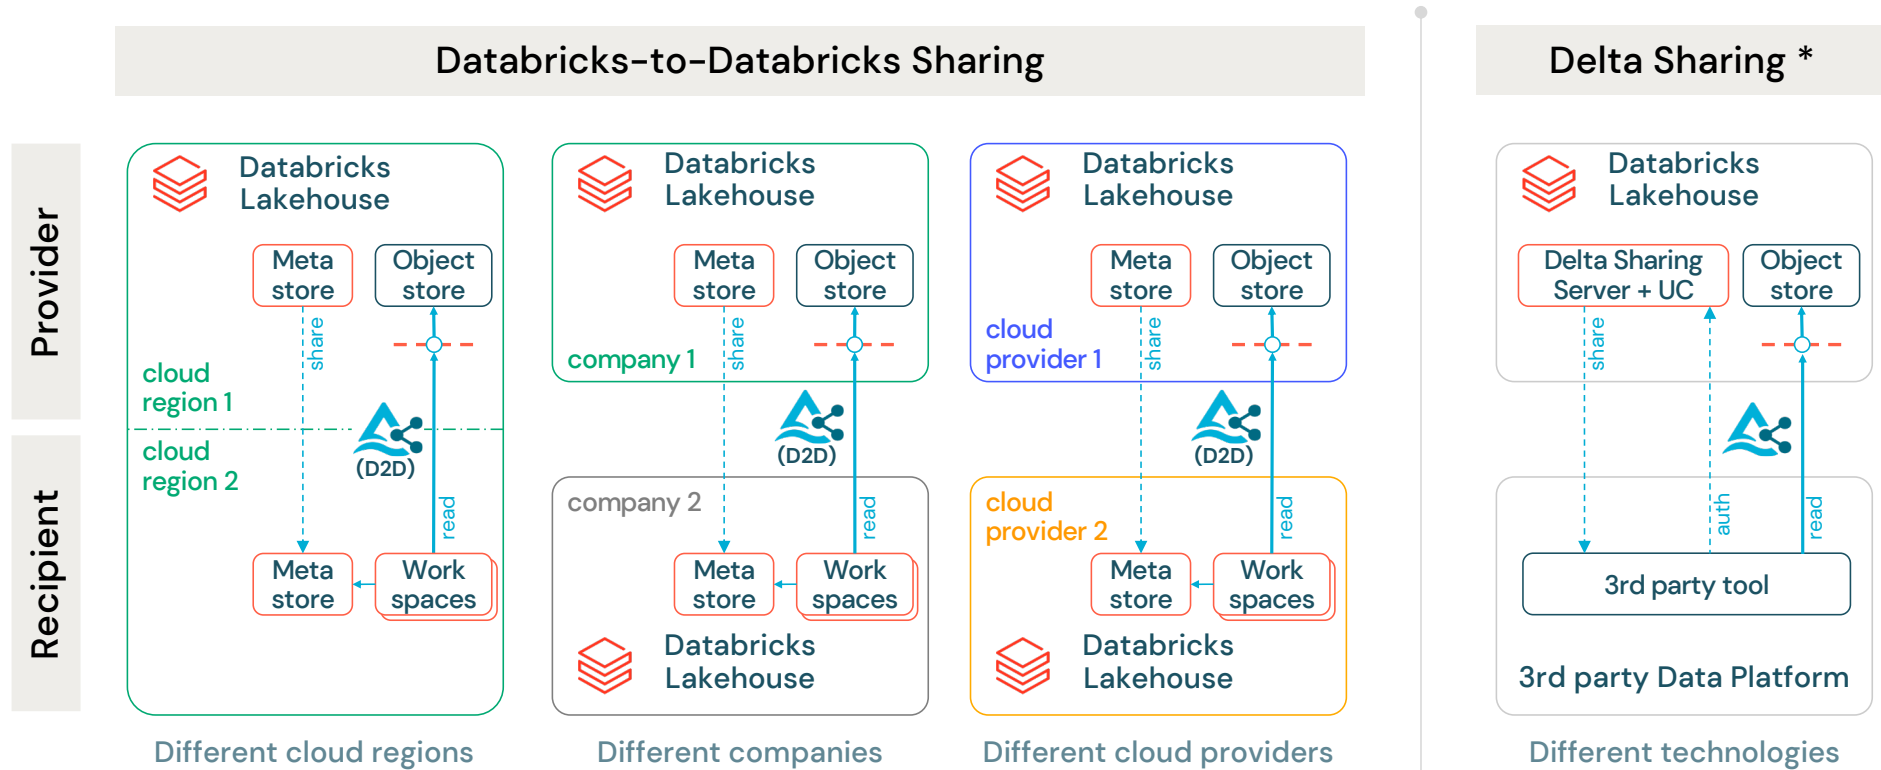 Databricks-to-Databricks Sharing
Delta Sharing *
Provider
Recipient
Databricks
Lakehouse
Meta
store
Object
store
share
cloud
region 1
cloud
region 2
(D2D)
read
Meta
store
Work
spaces
Different cloud regions
Databricks
Lakehouse
Meta
store
Object
store
share
company 1
(D2D)
company 2
read
Meta
store
Work
spaces
Databricks
Lakehouse
Different companies
Databricks
Lakehouse
Meta
store
Object
store
share
cloud
provider 1
(D2D)
cloud
provider 2
read
Meta
store
Work
spaces
Databricks
Lakehouse
Different cloud providers
Databricks
Lakehouse
Delta Sharing
Server + UC
Object
store
share
auth
read
3rd party tool
3rd party Data Platform
Different technologies